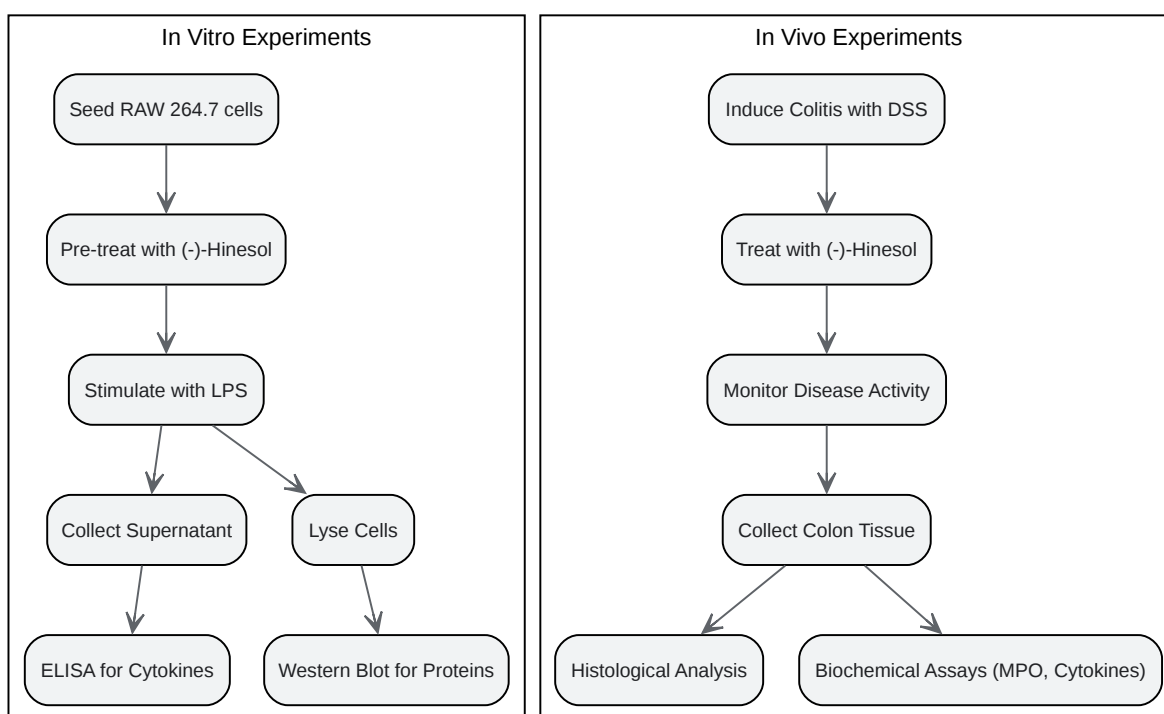 In Vitro Experiments
Seed RAW 264.7 cells
Pre-treat with (-)-Hinesol
Stimulate with LPS
Collect Supernatant
Lyse Cells
ELISA for Cytokines
Western Blot for Proteins
In Vivo Experiments
Induce Colitis with DSS
Treat with (-)-Hinesol
Monitor Disease Activity
Collect Colon Tissue
Histological Analysis
Biochemical Assays (MPO, Cytokines)